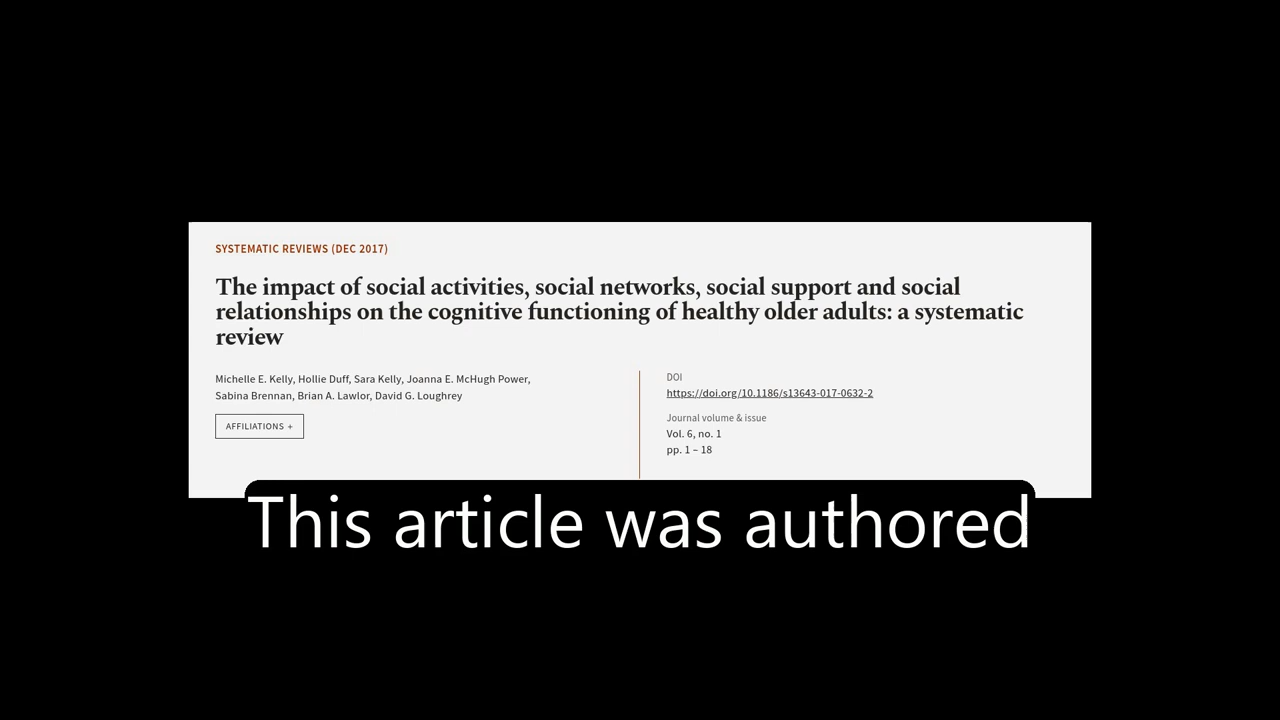 SYSTEMATIC REVIEWS (DEC 2017)
The impact of social activities, social networks, social support and social
relationships on the cognitive functioning of healthy older adults: a systematic
review
Michelle E. Kelly, Hollie Duff, Sara Kelly, Joanna E. McHugh Power,
Sabina Brennan, Brian A. Lawlor, David G. Loughrey
AFFILIATIONS +
DOI
https://doi.org/10.1186/s13643-017-0632-2
Journal volume & issue
Vol. 6, no. 1
pp. 1 – 18
This article was authored